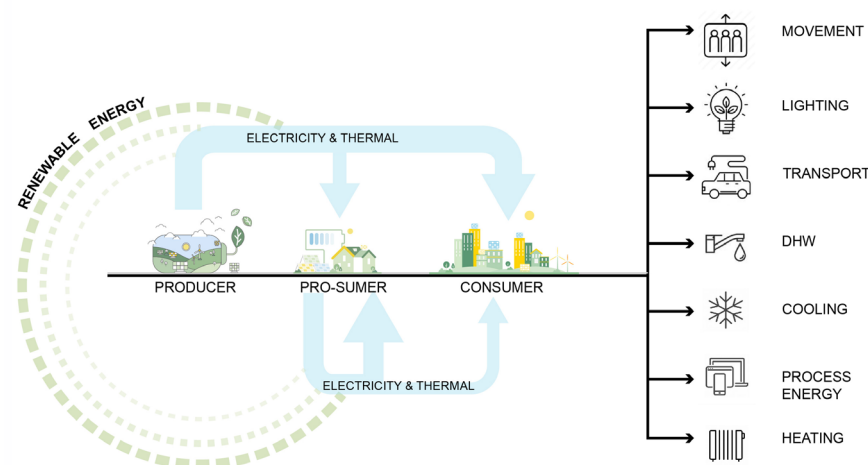 RENEWABLE ENERGY
ELECTRICITY & THERMAL
PRODUCER
PRO-SUMER
CONSUMER
ELECTRICITY & THERMAL
MOVEMENT
LIGHTING
TRANSPORT
DHW
COOLING
PROCESS
ENERGY
HEATING